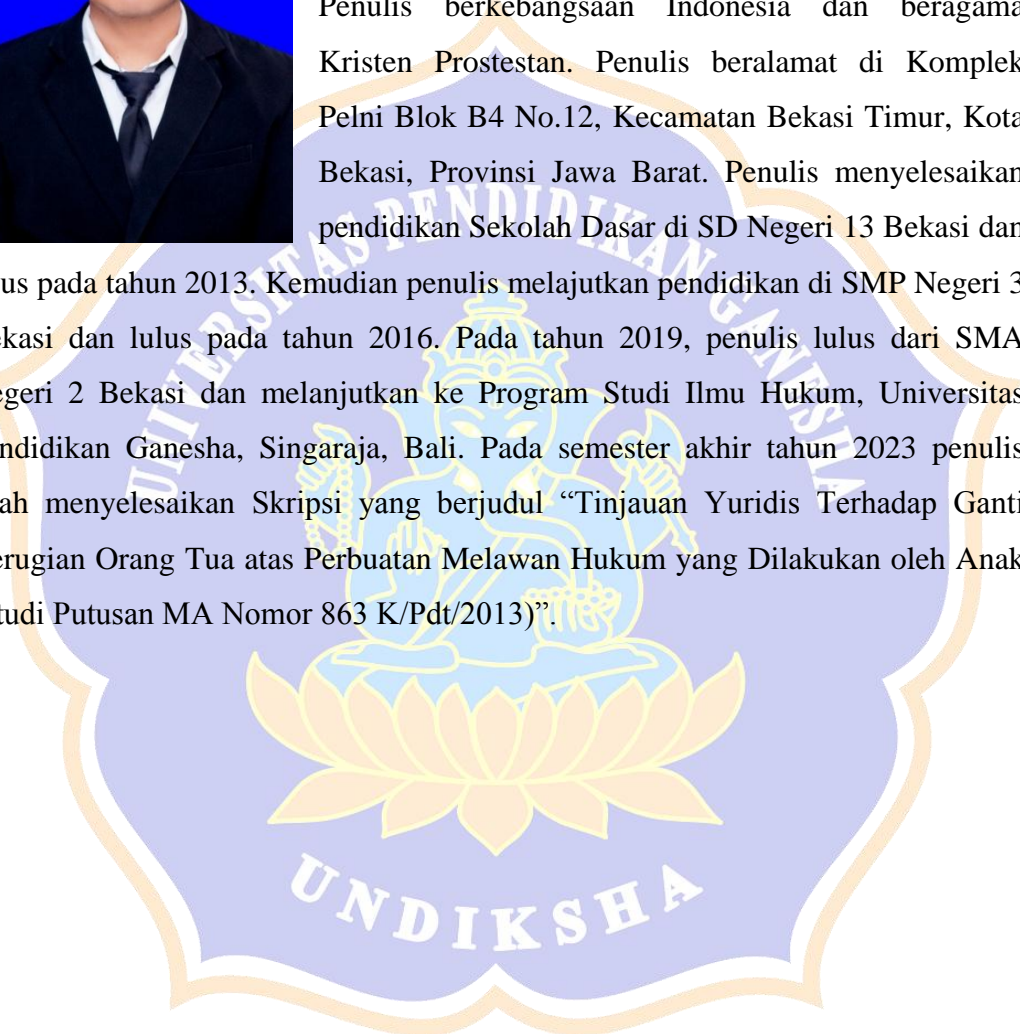 Penulis berkebangsaan Indonesia dan beragama
Kristen Prostestan. Penulis beralamat di Komplek
Pelni Blok B4 No.12, Kecamatan Bekasi Timur, Kota
Bekasi, Provinsi Jawa Barat. Penulis menyelesaikan
pendidikan Sekolah Dasar di SD Negeri 13 Bekasi dan
us pada tahun 2013. Kemudian penulis melajutkan pendidikan di SMP Negeri 3
ekasi dan lulus pada tahun 2016. Pada tahun 2019, penulis lulus dari SMA
egeri 2 Bekasi dan melanjutkan ke Program Studi Ilmu Hukum, Universitas
ndidikan Ganesha, Singaraja, Bali. Pada semester akhir tahun 2023 penulis
ah menyelesaikan Skripsi yang berjudul “Tinjauan Yuridis Terhadap Ganti
erugian Orang Tua atas Perbuatan Melawan Hukum yang Dilakukan oleh Anak
tudi Putusan MA Nomor 863 K/Pdt/2013)”.
UNIVERSITAS PENDIDIKAN GANESHA
UNDIKSHA